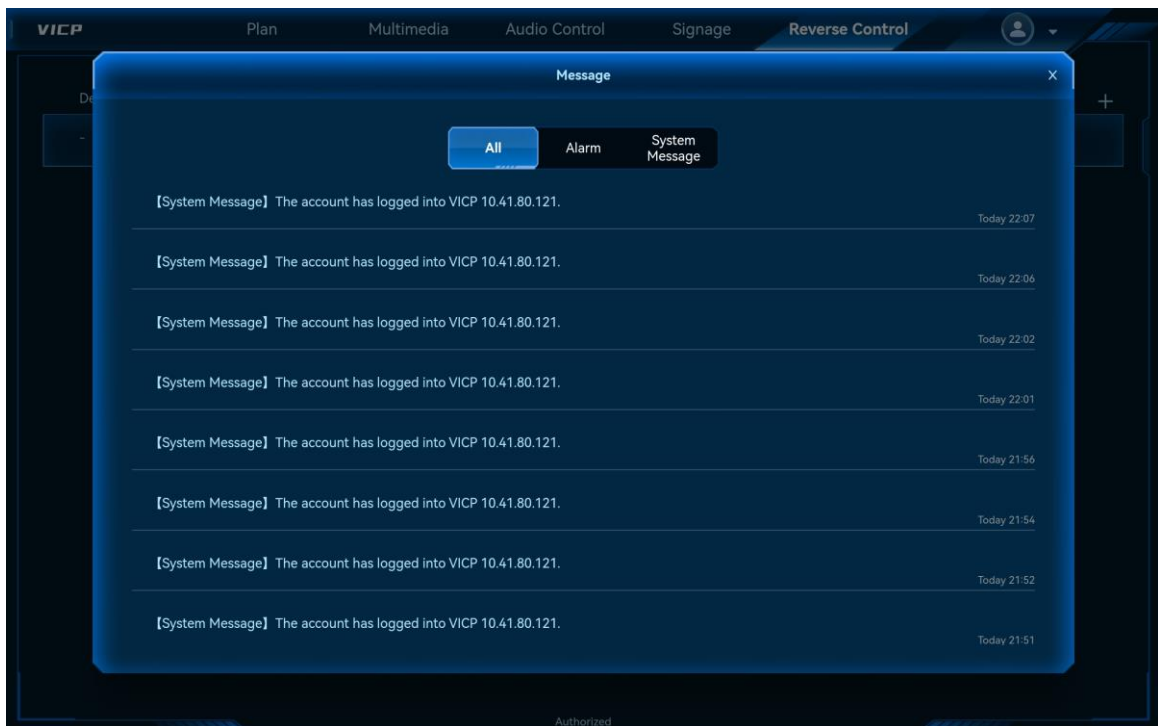 VICP
Plan
Multimedia
Audio Control
Signage
Reverse Control
Message
X
De
+
-
All
Alarm
System
Message
【System Message】The account has logged into VICP 10.41.80.121.
Today 22:07
【System Message】The account has logged into VICP 10.41.80.121.
Today 22:06
【System Message】The account has logged into VICP 10.41.80.121.
Today 22:02
【System Message】The account has logged into VICP 10.41.80.121.
Today 22:01
【System Message】The account has logged into VICP 10.41.80.121.
Today 21:56
【System Message】The account has logged into VICP 10.41.80.121.
Today 21:54
【System Message】The account has logged into VICP 10.41.80.121.
Today 21:52
【System Message】The account has logged into VICP 10.41.80.121.
Today 21:51
Authorized